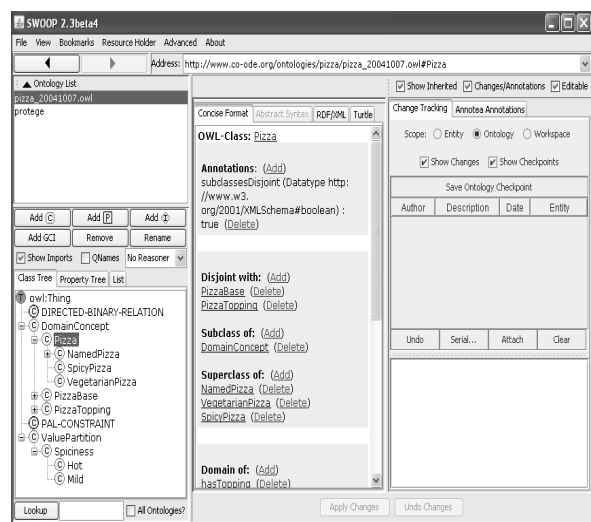 SWOOP 2.3beta4
File View Bookmarks Resource Holder Advanced About
Address: http://www.co-ode.org/ontologies/pizza/pizza_20041007.owl#Pizza
Ontology List
pizza_20041007.owl
protege
Add C Add P Add I
Add GCI Remove Rename
Show Imports QNames No Reasoner
Class Tree Property Tree List
T owl:Thing
C DIRECTED-BINARY-RELATION
C DomainConcept
C Pizza
C NamedPizza
C SpicyPizza
C VegetarianPizza
C PizzaBase
C PizzaTopping
C PAL-CONSTRAINT
C ValuePartition
C Spiciness
C Hot
C Mild
Lookup All Ontologies?
Concise Format Abstract Syntax RDF/XML Turtle
OWL-Class: Pizza
Annotations: (Add)
subclassesDisjoint (Datatype http:
//www.w3.
org/2001/XMLSchema#boolean) :
true (Delete)
Disjoint with: (Add)
PizzaBase (Delete)
PizzaTopping (Delete)
Subclass of: (Add)
DomainConcept (Delete)
Superclass of: (Add)
NamedPizza (Delete)
VegetarianPizza (Delete)
SpicyPizza (Delete)
Domain of: (Add)
hasTopping (Delete)
Show Inherited Changes/Annotations Editable
Change Tracking Annotea Annotations
Scope: Entity Ontology Workspace
Show Changes Show Checkpoints
Save Ontology Checkpoint
Author Description Date Entity
Undo Serial... Attach Clear
Apply Changes Undo Changes